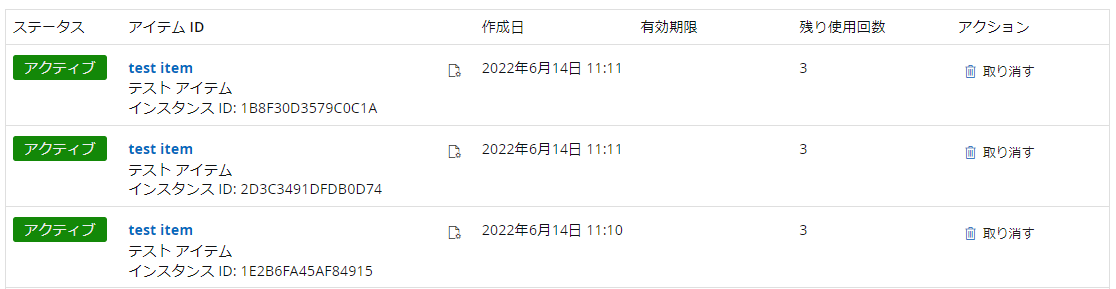 ステータス アイテム ID 作成日 有効期限 残り使用回数 アクション
アクティブ test item 2022年6月14日 11:11 3 取り消す
テスト アイテム
インスタンス ID: 1B8F30D3579C0C1A
アクティブ test item 2022年6月14日 11:11 3 取り消す
テスト アイテム
インスタンス ID: 2D3C3491DFDB0D74
アクティブ test item 2022年6月14日 11:10 3 取り消す
テスト アイテム
インスタンス ID: 1E2B6FA45AF84915